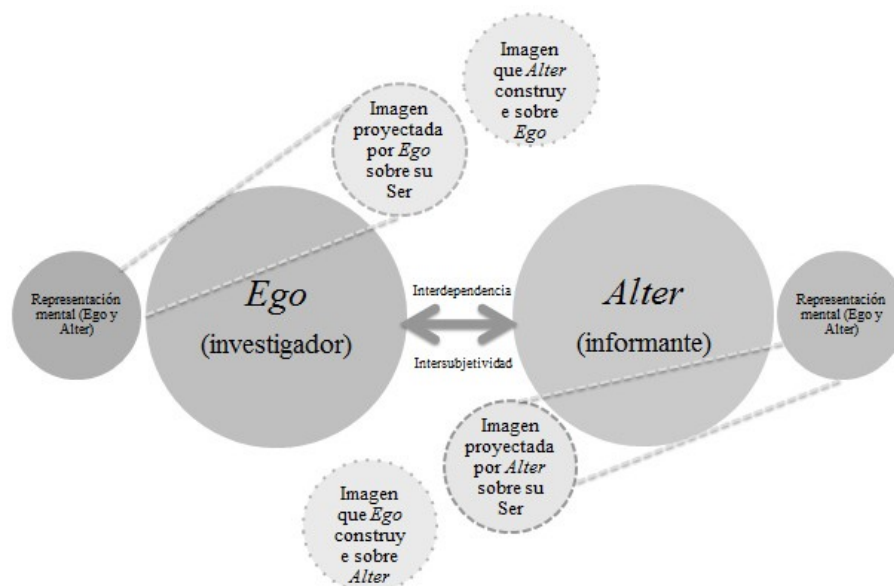 Imagen
que Alter
construy
e sobre
Ego
Imagen
proyectada
por Ego
sobre su
Ser
Representación
mental (Ego y
Alter)
Ego
(investigador)
Interdependencia
Intersubjetividad
Alter
(informante)
Representación
mental (Ego y
Alter)
Imagen
proyectada
por Alter
sobre su
Ser
Imagen
que Ego
construy
e sobre
Alter